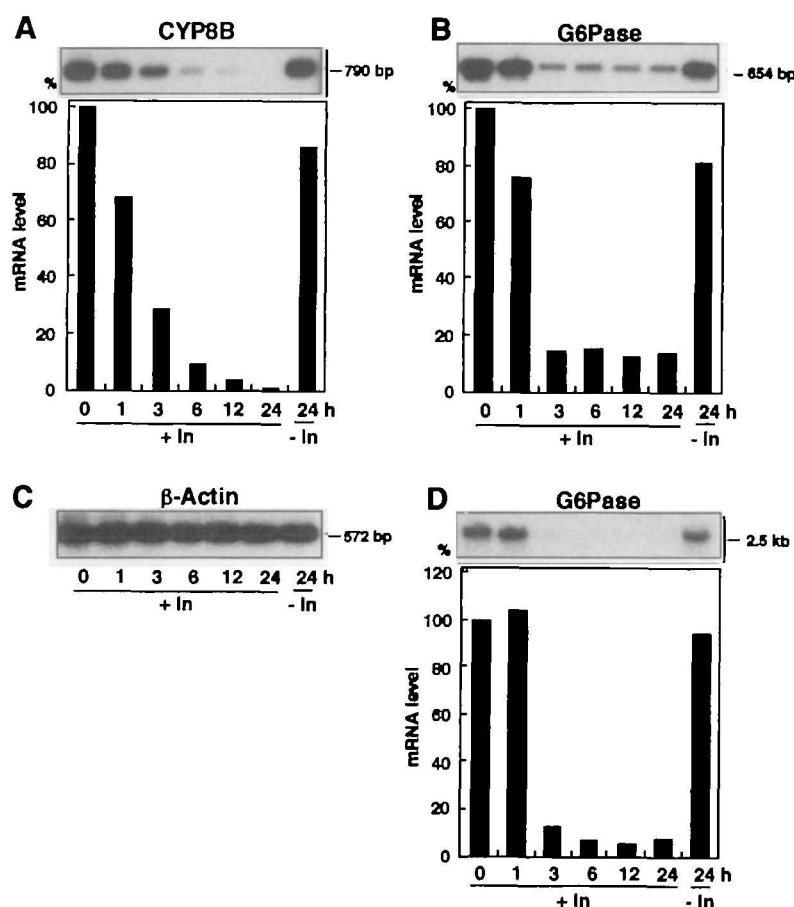 A
CYP8B
790 bp
%
100
80
60
40
20
0
mRNA level
0 1 3 6 12 24 h 24
+ In - In
B
G6Pase
654 bp
%
100
80
60
40
20
0
mRNA level
0 1 3 6 12 24 24 h
+ In - In
C
β-Actin
572 bp
0 1 3 6 12 24 24 h
+ In - In
D
G6Pase
2.5 kb
%
120
100
80
60
40
20
0
mRNA level
0 1 3 6 12 24 24 h
+ In - In